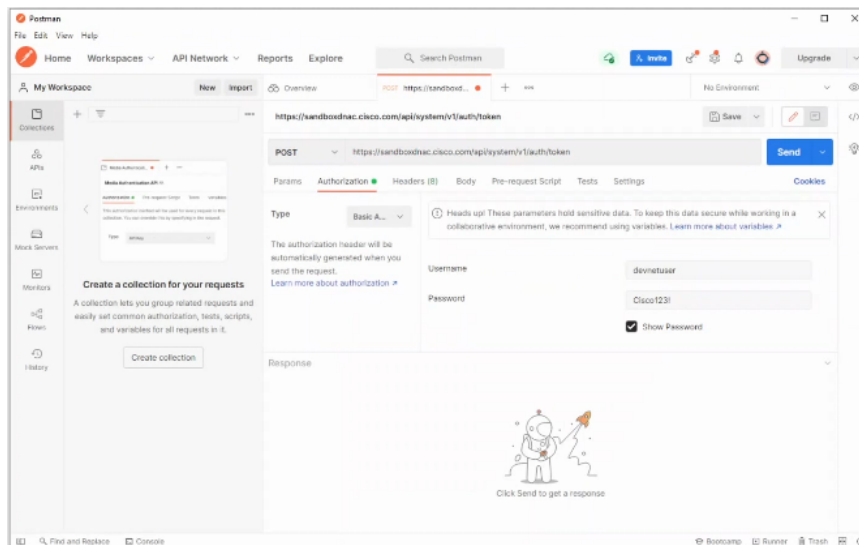 Postman
File Edit View Help
Home Workspaces API Network Reports Explore Search Postman Invite Upgrade
My Workspace New Import Overview POST https://sandboxd... No Environment
Collections
APIs
Environments
Mock Servers
Monitors
Flows
History
Create a collection for your requests
A collection lets you group related requests and
easily set common authorization, tests, scripts,
and variables for all requests in it.
Create collection
https://sandboxdnac.cisco.com/api/system/v1/auth/token Save
POST https://sandboxdnac.cisco.com/api/system/v1/auth/token Send
Params Authorization Headers (8) Body Pre-request Script Tests Settings Cookies
Type Basic A...
The authorization header will be
automatically generated when you
send the request.
Learn more about authorization
Heads up! These parameters hold sensitive data. To keep this data secure while working in a
collaborative environment, we recommend using variables. Learn more about variables
Username devnetuser
Password Cisco123!
Show Password
Response
Click Send to get a response
Find and Replace Console Bootcamp Runner Trash